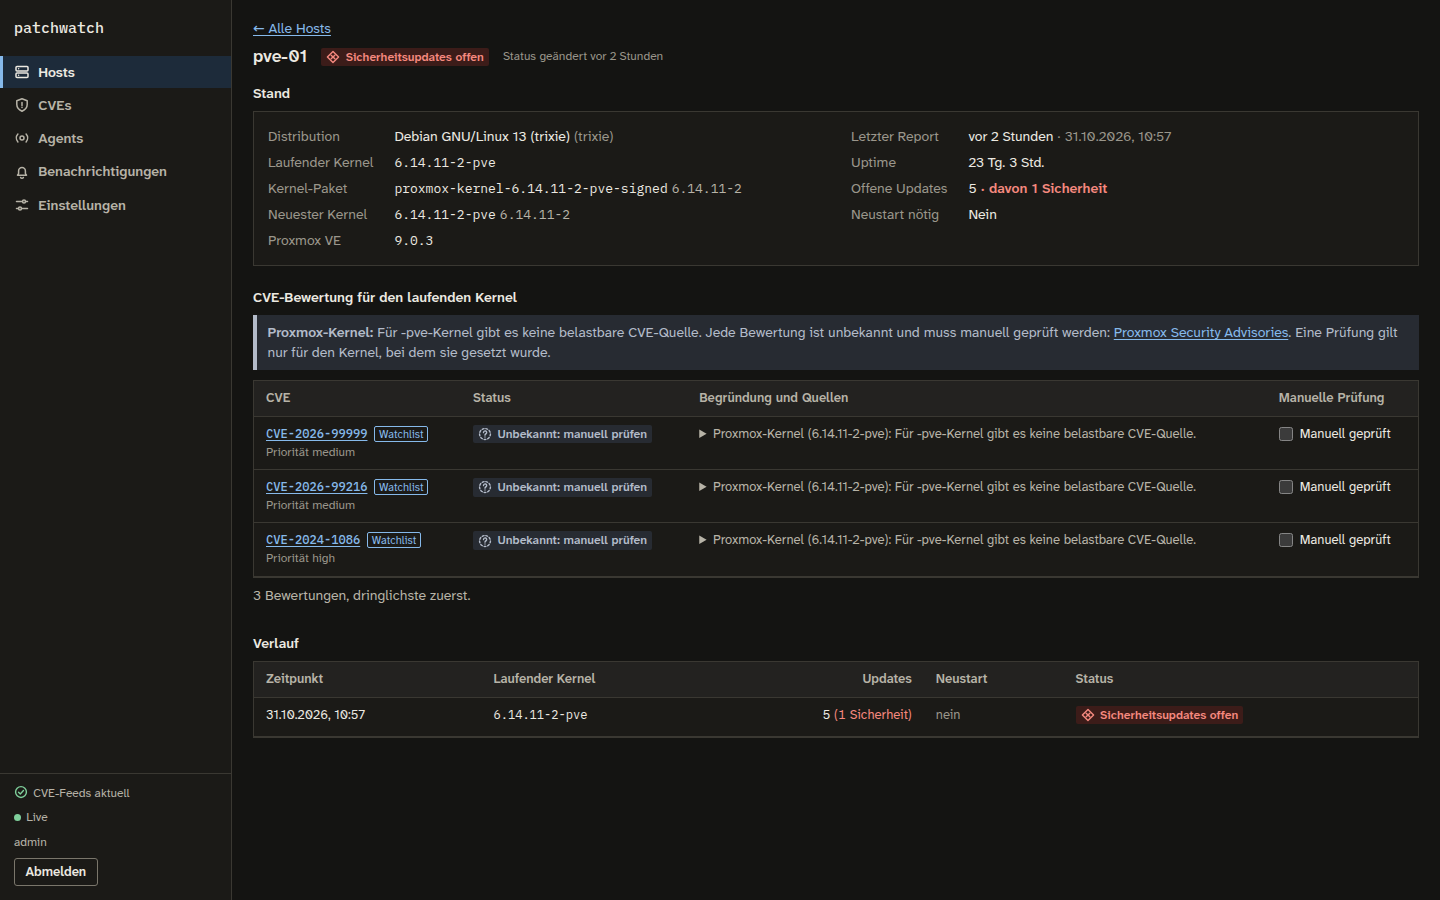 patchwatch
Hosts
CVEs
Agents
Benachrichtigungen
Einstellungen
CVE-Feeds aktuell
Live
admin
Abmelden
← Alle Hosts
pve-01 Sicherheitsupdates offen Status geändert vor 2 Stunden
Stand
Distribution Debian GNU/Linux 13 (trixie) (trixie)
Laufender Kernel 6.14.11-2-pve
Kernel-Paket proxmox-kernel-6.14.11-2-pve-signed 6.14.11-2
Neuester Kernel 6.14.11-2-pve 6.14.11-2
Proxmox VE 9.0.3
Letzter Report vor 2 Stunden · 31.10.2026, 10:57
Uptime 23 Tg. 3 Std.
Offene Updates 5 · davon 1 Sicherheit
Neustart nötig Nein
CVE-Bewertung für den laufenden Kernel
Proxmox-Kernel: Für -pve-Kernel gibt es keine belastbare CVE-Quelle. Jede Bewertung ist unbekannt und muss manuell geprüft werden: Proxmox Security Advisories. Eine Prüfung gilt
nur für den Kernel, bei dem sie gesetzt wurde.
CVE Status Begründung und Quellen Manuelle Prüfung
CVE-2026-99999 Watchlist Unbekannt: manuell prüfen ▶ Proxmox-Kernel (6.14.11-2-pve): Für -pve-Kernel gibt es keine belastbare CVE-Quelle. Manuell geprüft
Priorität medium
CVE-2026-99216 Watchlist Unbekannt: manuell prüfen ▶ Proxmox-Kernel (6.14.11-2-pve): Für -pve-Kernel gibt es keine belastbare CVE-Quelle. Manuell geprüft
Priorität medium
CVE-2024-1086 Watchlist Unbekannt: manuell prüfen ▶ Proxmox-Kernel (6.14.11-2-pve): Für -pve-Kernel gibt es keine belastbare CVE-Quelle. Manuell geprüft
Priorität high
3 Bewertungen, dringlichste zuerst.
Verlauf
Zeitpunkt Laufender Kernel Updates Neustart Status
31.10.2026, 10:57 6.14.11-2-pve 5 (1 Sicherheit) nein Sicherheitsupdates offen